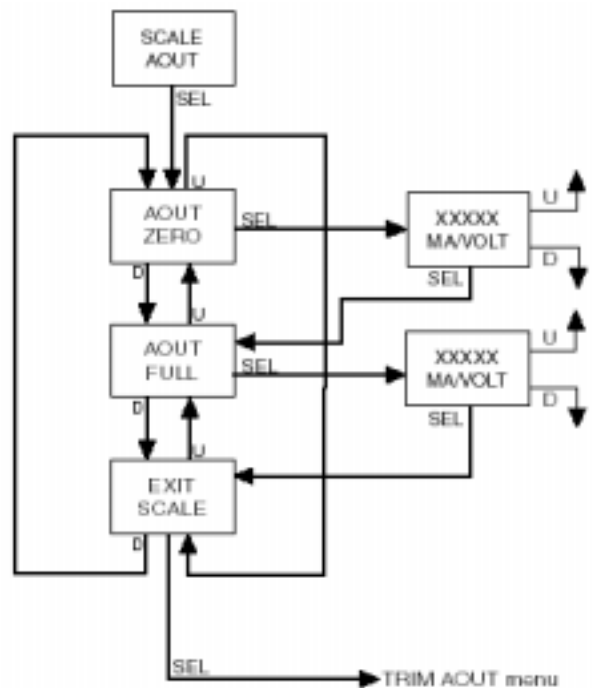 SCALE
AOUT
SEL
U
AOUT
ZERO
SEL
XXXXX
MA/VOLT
U
D
SEL
D
U
AOUT
FULL
SEL
XXXXX
MA/VOLT
U
D
SEL
D
U
EXIT
SCALE
D
SEL
TRIM AOUT menu